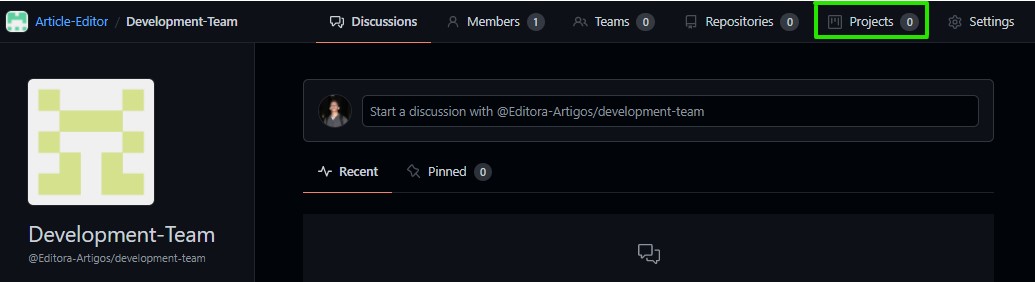 Article-Editor / Development-Team Discussions Members 1 Teams 0 Repositories 0 Projects 0 Settings
Start a discussion with @Editora-Artigos/development-team
Recent Pinned 0
Development-Team
@Editora-Artigos/development-team